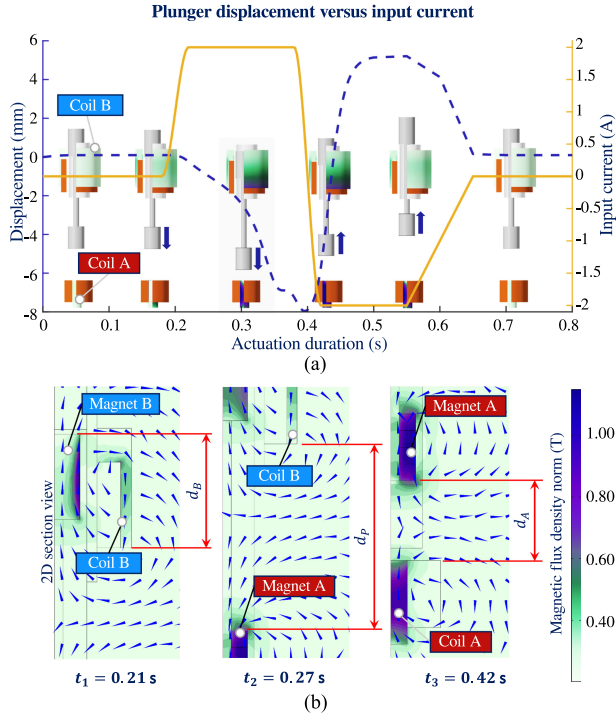 Plunger displacement versus input current
Displacement (mm)
6
4
2
0
-2
-4
-6
-8
Coil B
Coil A
2
1.5
1
0.5
0
-0.5
-1
-1.5
-2
Input current (A)
0 0.1 0.2 0.3 0.4 0.5 0.6 0.7 0.8
Actuation duration (s)
(a)
2D section view
Magnet B
d_B
Coil B
t₁ = 0.21 s
Coil B
d_P
Magnet A
t₂ = 0.27 s
Magnet A
d_A
Coil A
t₃ = 0.42 s
Magnetic flux density norm (T)
1.00
0.80
0.60
0.40
(b)